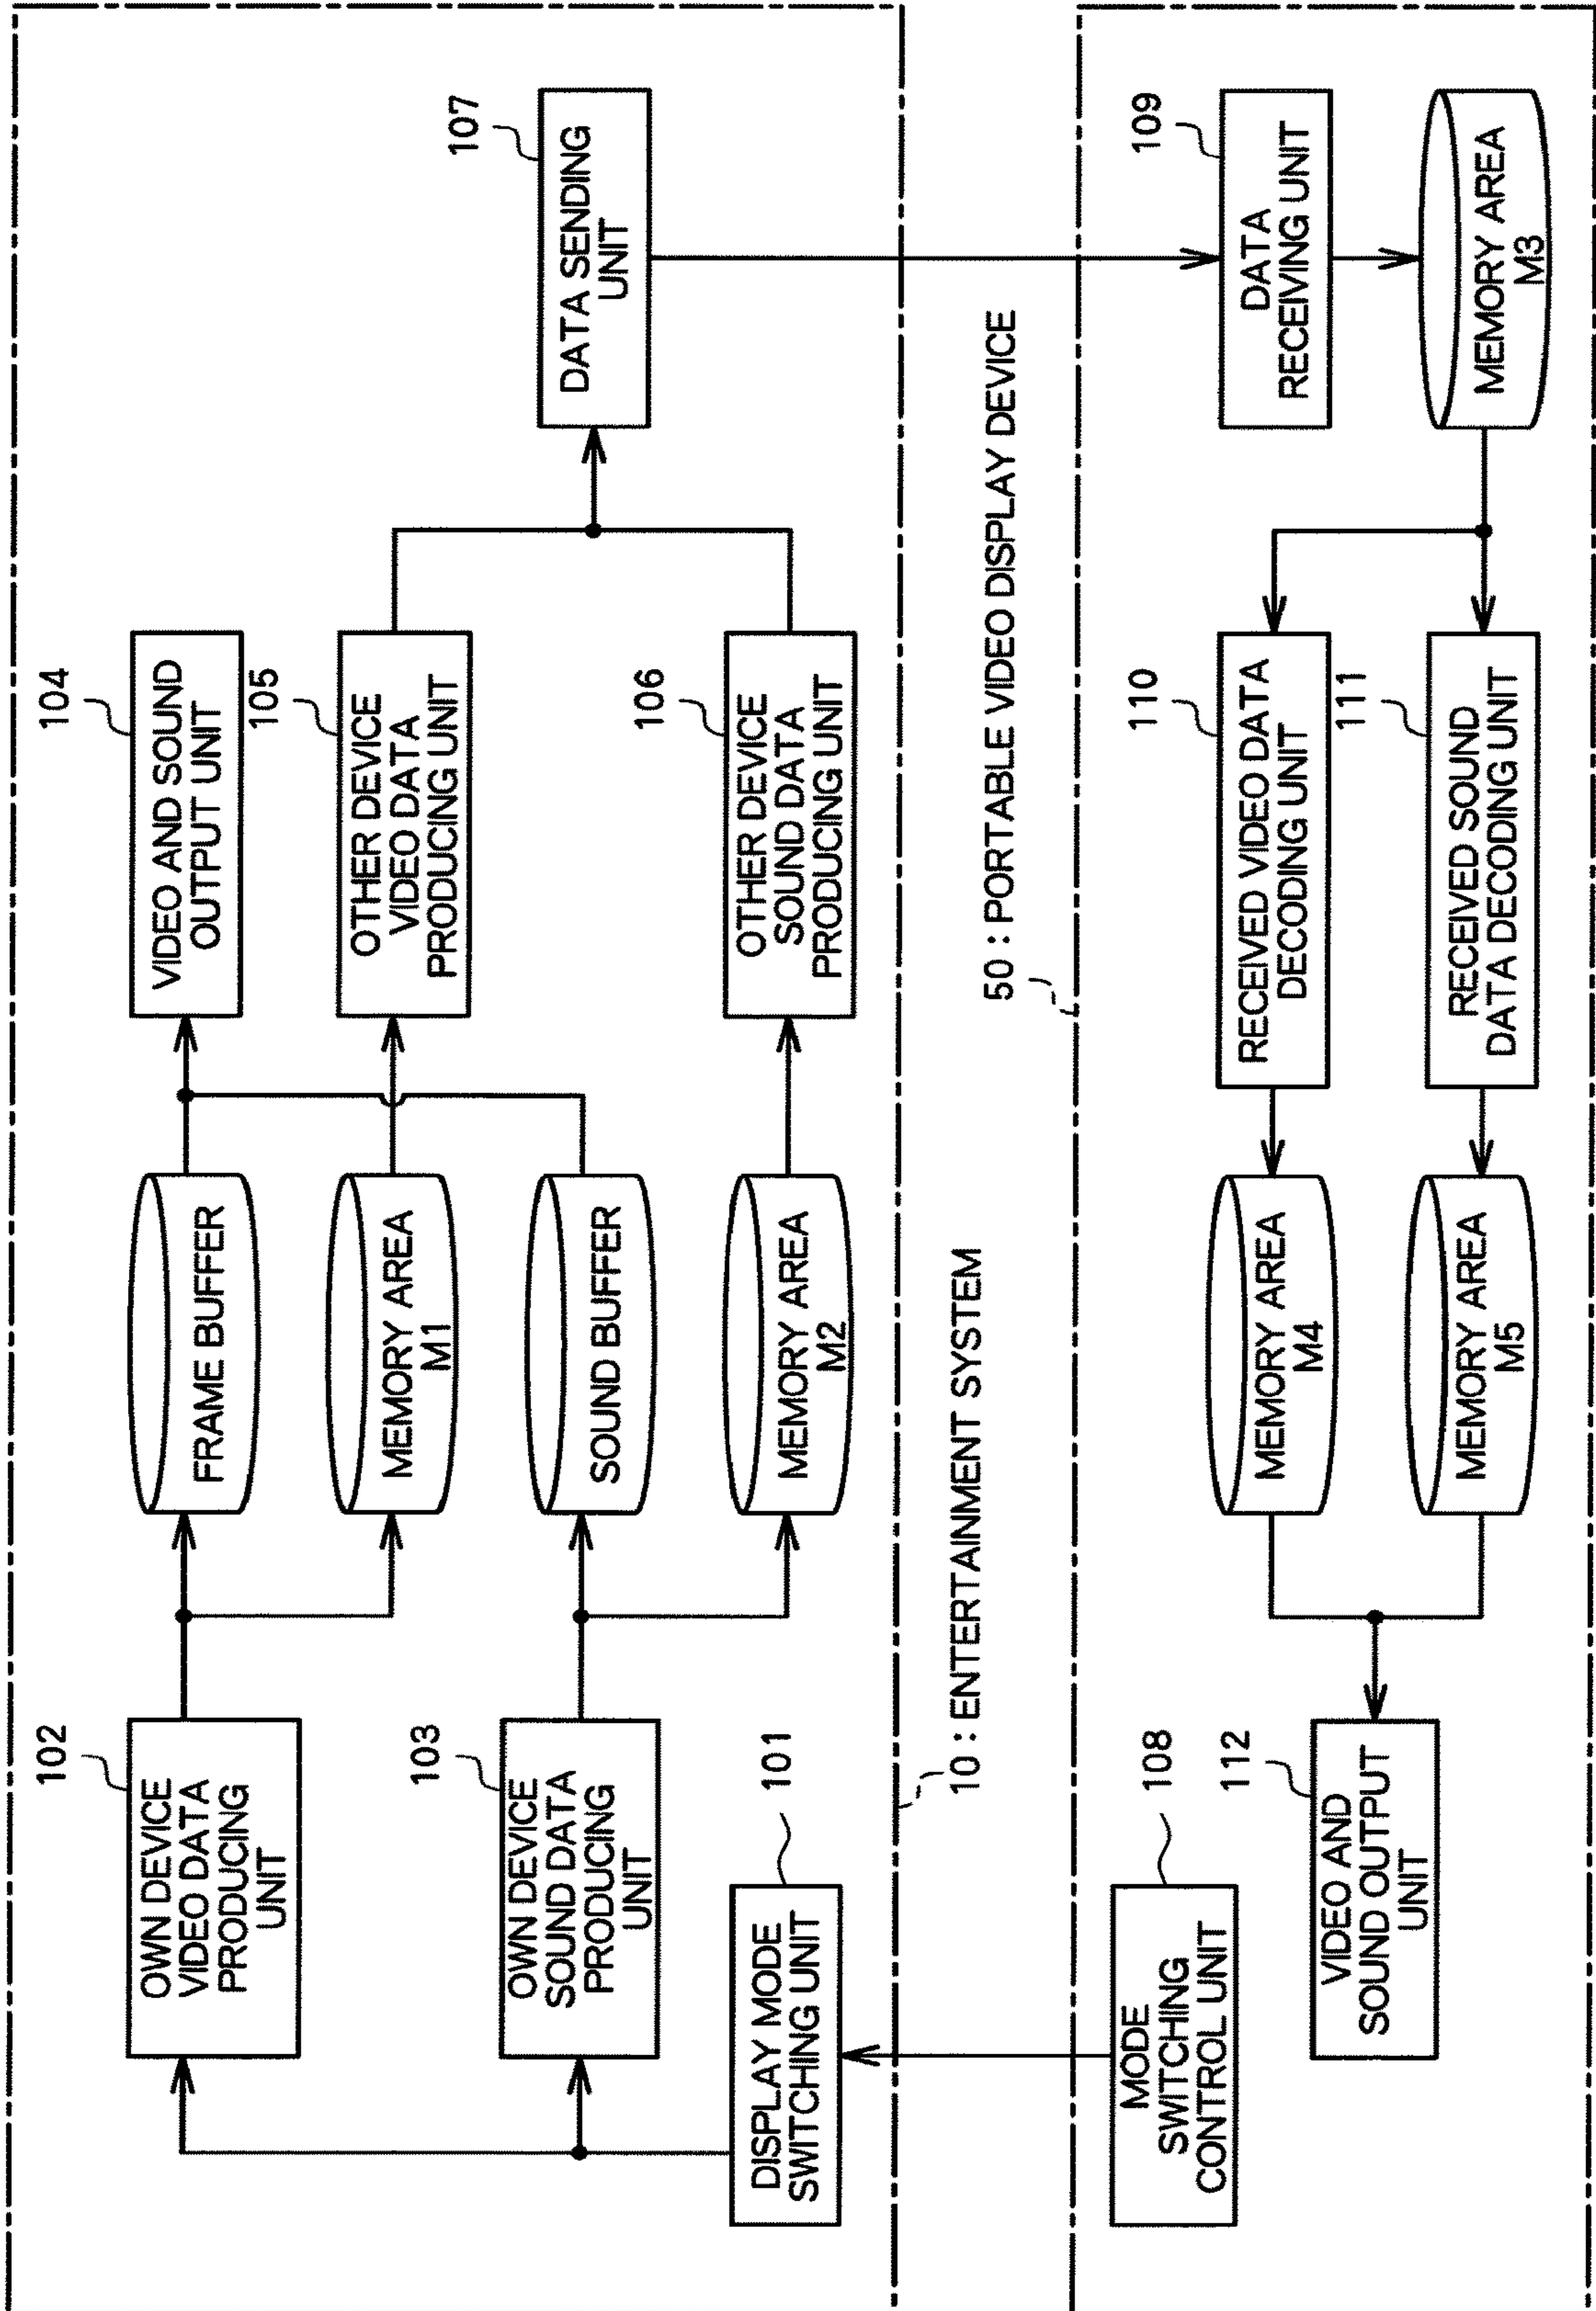 102
OWN DEVICE
VIDEO DATA
PRODUCING
UNIT
FRAME BUFFER
104
VIDEO AND SOUND
OUTPUT UNIT
MEMORY AREA
M1
105
OTHER DEVICE
VIDEO DATA
PRODUCING UNIT
107
DATA SENDING
UNIT
103
OWN DEVICE
SOUND DATA
PRODUCING
UNIT
SOUND BUFFER
MEMORY AREA
M2
106
OTHER DEVICE
SOUND DATA
PRODUCING UNIT
101
DISPLAY MODE
SWITCHING UNIT
10 : ENTERTAINMENT SYSTEM
50 : PORTABLE VIDEO DISPLAY DEVICE
108
MODE
SWITCHING
CONTROL UNIT
MEMORY AREA
M4
110
RECEIVED VIDEO DATA
DECODING UNIT
109
DATA
RECEIVING UNIT
112
VIDEO AND
SOUND OUTPUT
UNIT
MEMORY AREA
M5
111
RECEIVED SOUND
DATA DECODING UNIT
MEMORY AREA
M3